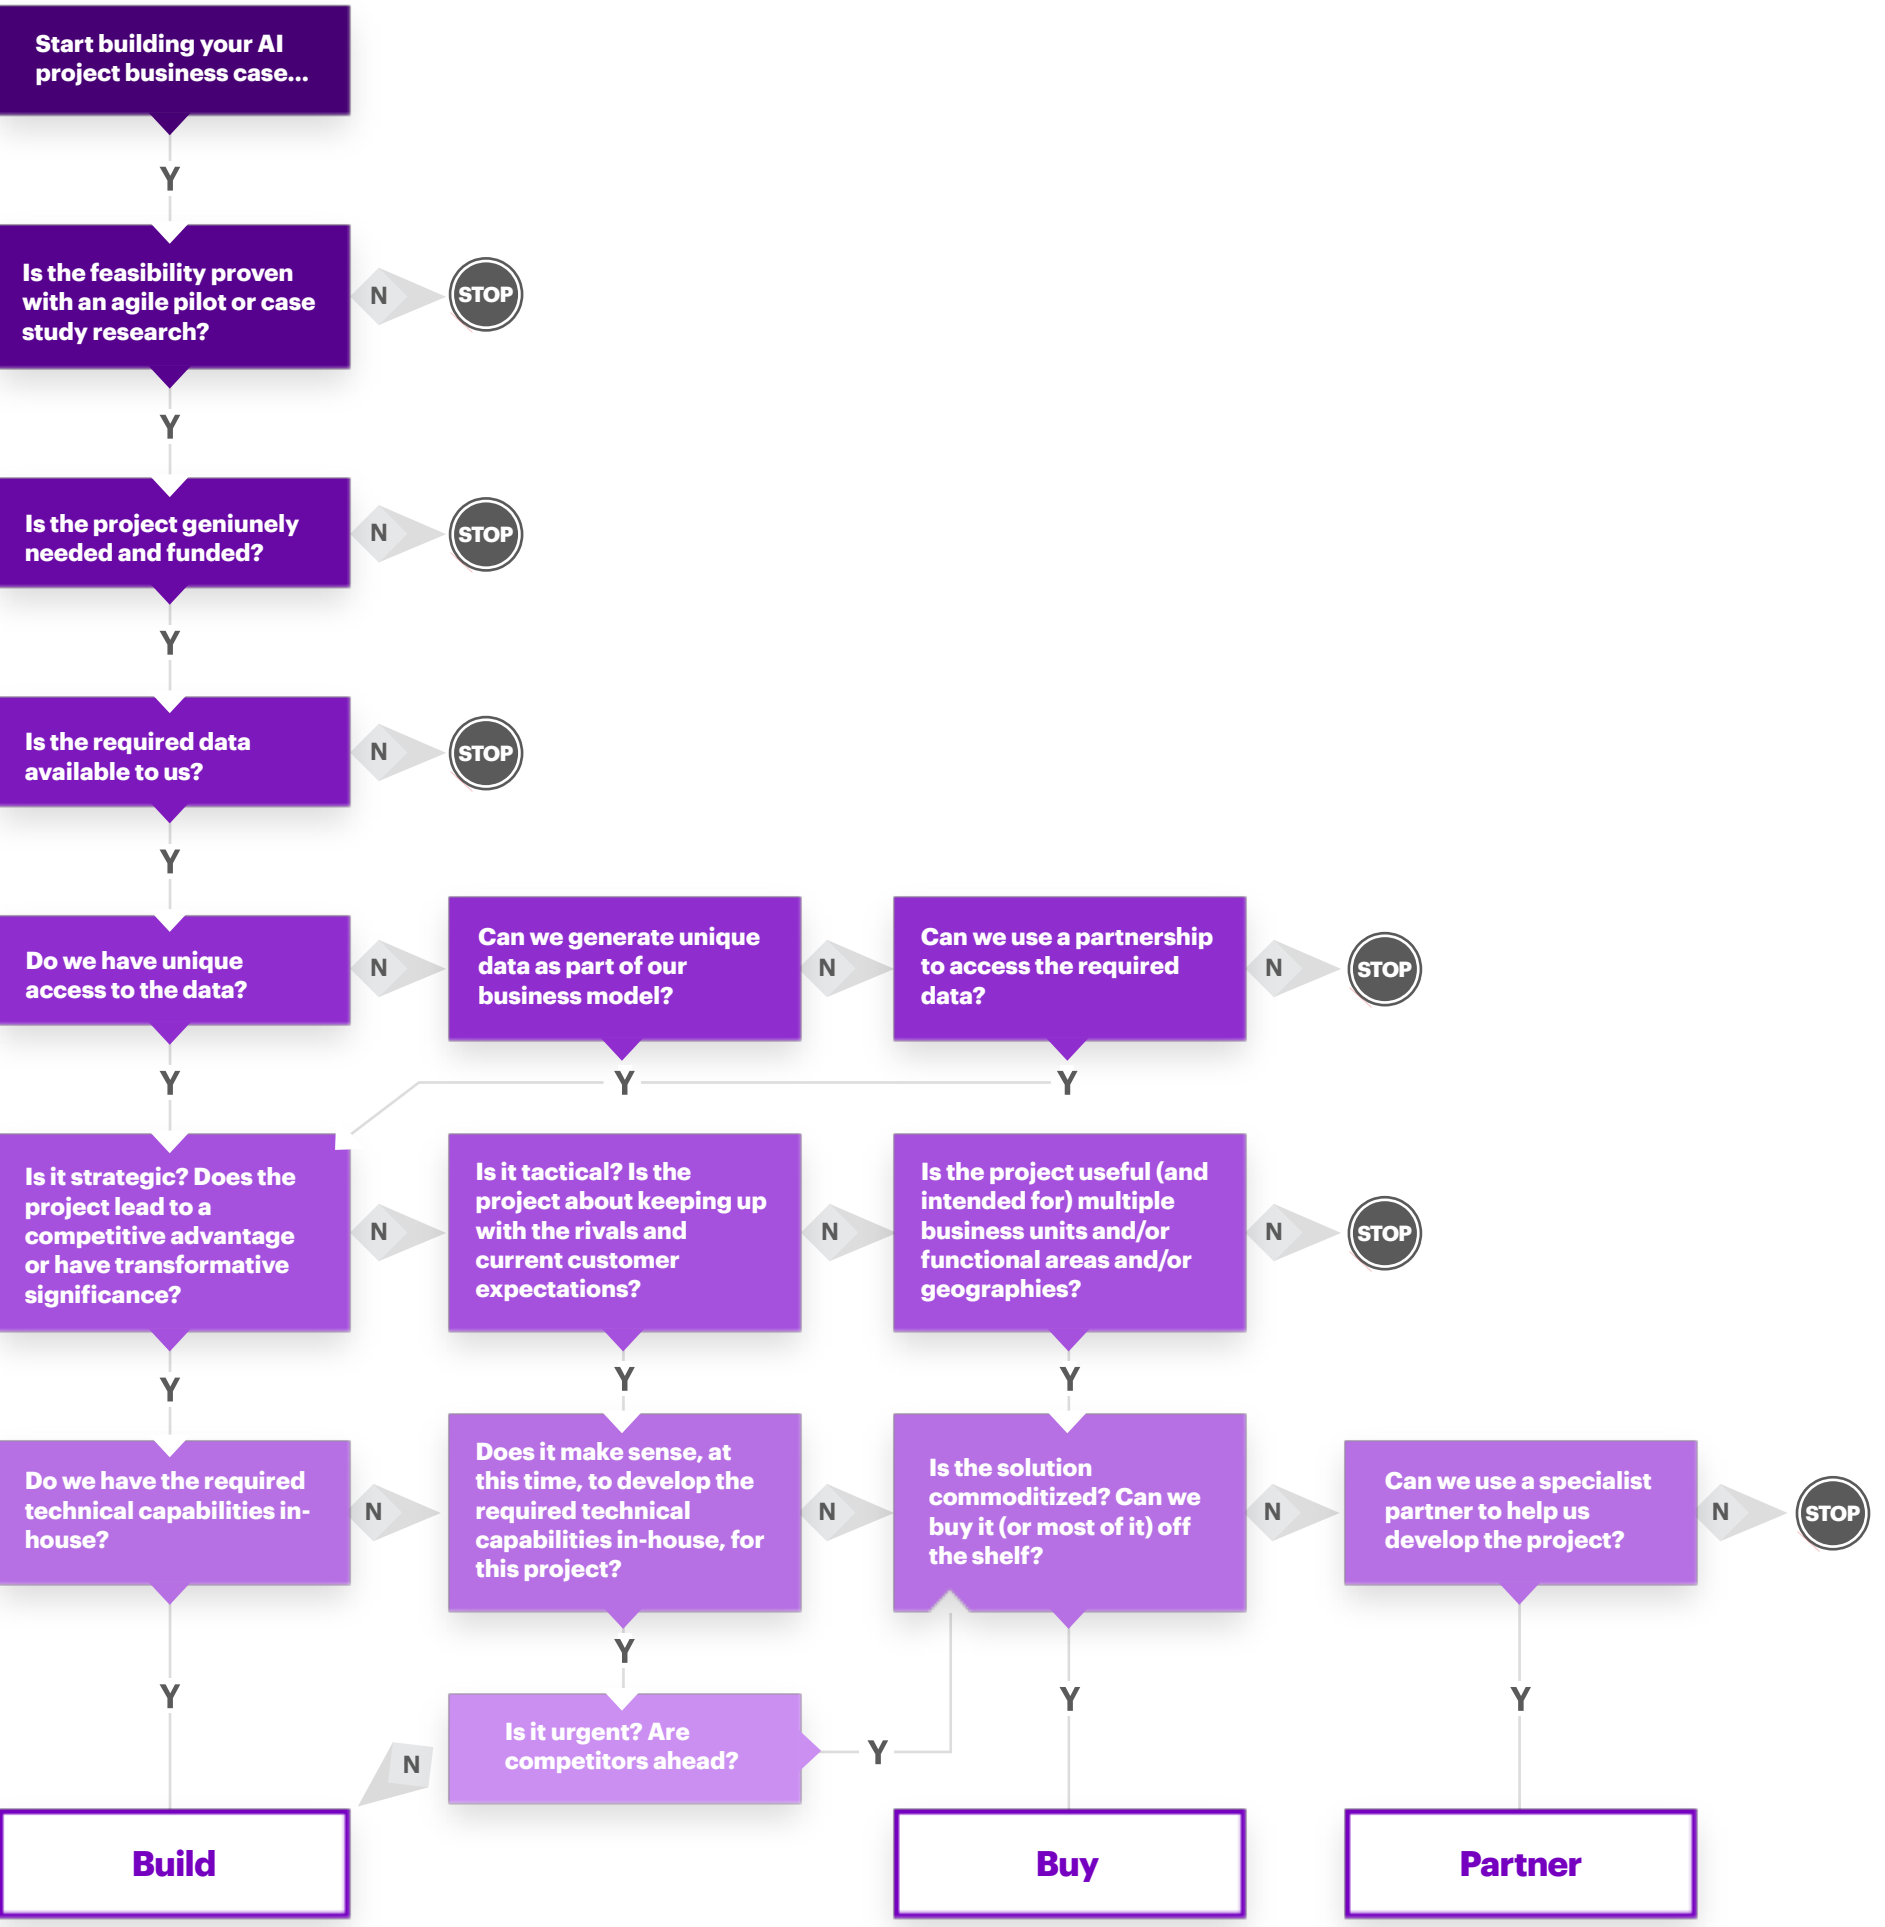 Start building your AI
project business case...
Y
Is the feasibility proven
with an agile pilot or case
study research?
N
STOP
Y
Is the project geniunely
needed and funded?
N
STOP
Y
Is the required data
available to us?
N
STOP
Y
Do we have unique
access to the data?
N
Can we generate unique
data as part of our
business model?
N
Can we use a partnership
to access the required
data?
N
STOP
Y
Y
Y
Is it strategic? Does the
project lead to a
competitive advantage
or have transformative
significance?
N
Is it tactical? Is the
project about keeping up
with the rivals and
current customer
expectations?
N
Is the project useful (and
intended for) multiple
business units and/or
functional areas and/or
geographies?
N
STOP
Y
Y
Y
Do we have the required
technical capabilities in-
house?
N
Does it make sense, at
this time, to develop the
required technical
capabilities in-house, for
this project?
N
Is the solution
commoditized? Can we
buy it (or most of it) off
the shelf?
N
Can we use a specialist
partner to help us
develop the project?
N
STOP
Y
Y
Y
Y
Is it urgent? Are
competitors ahead?
Y
N
Build
Buy
Partner